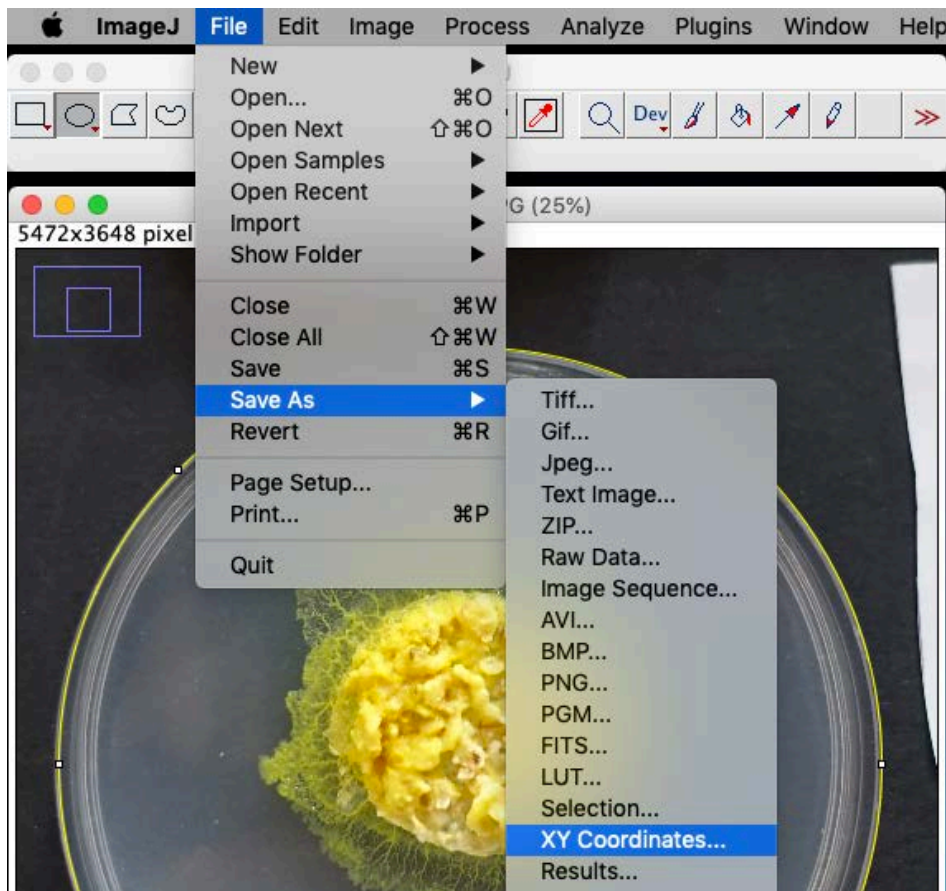 ImageJ File Edit Image Process Analyze Plugins Window Help
New
Open... ⌘O
Open Next ⇧⌘O
Open Samples
Open Recent
Import
Show Folder
Close ⌘W
Close All ⇧⌘W
Save ⌘S
Save As
Revert ⌘R
Page Setup...
Print... ⌘P
Quit
Dev
G (25%)
5472x3648 pixel
Tiff...
Gif...
Jpeg...
Text Image...
ZIP...
Raw Data...
Image Sequence...
AVI...
BMP...
PNG...
PGM...
FITS...
LUT...
Selection...
XY Coordinates...
Results...